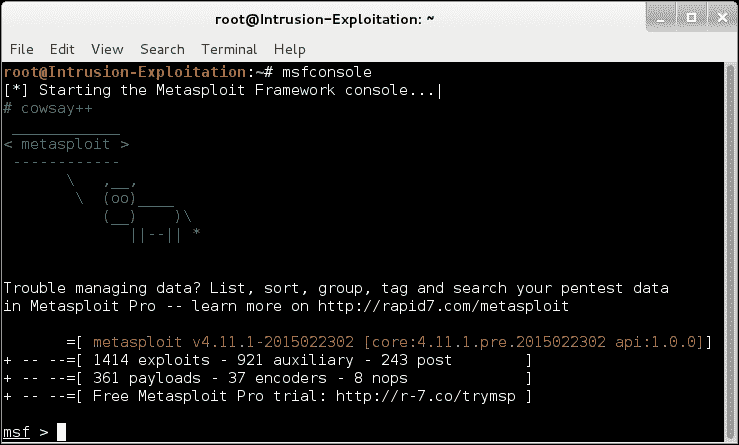 root@Intrusion-Exploitation: ~
File Edit View Search Terminal Help
root@Intrusion-Exploitation:~# msfconsole
[*] Starting the Metasploit Framework console...|
# cowsay++
 ____________
< metasploit >
 ------------
       \   ,__,
        \  (oo)____
           (__)    )\
              ||--|| *
Trouble managing data? List, sort, group, tag and search your pentest data
in Metasploit Pro -- learn more on http://rapid7.com/metasploit
       =[ metasploit v4.11.1-2015022302 [core:4.11.1.pre.2015022302 api:1.0.0]]
+ -- --=[ 1414 exploits - 921 auxiliary - 243 post        ]
+ -- --=[ 361 payloads - 37 encoders - 8 nops             ]
+ -- --=[ Free Metasploit Pro trial: http://r-7.co/trymsp ]
msf >